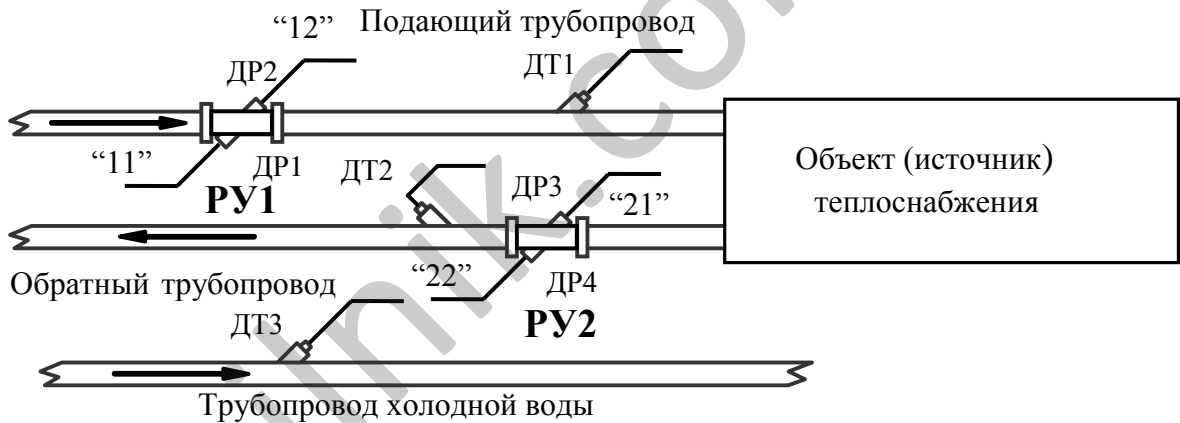 “12” Подающий трубопровод
ДР2
ДТ1
“11”
ДР1
РУ1
ДТ2
ДР3
“21”
Объект (источник)
теплоснабжения
“22”
ДР4
Обратный трубопровод
РУ2
ДТ3
Трубопровод холодной воды